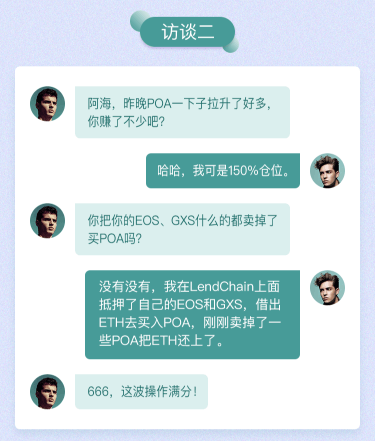 访谈二
阿海，昨晚POA一下子拉升了好多，
你赚了不少吧？
哈哈，我可是150%仓位。
你把你的EOS、GXS什么的都卖掉了
买POA吗？
没有没有，我在LendChain上面
抵押了自己的EOS和GXS，借出
ETH去买入POA，刚刚卖掉了一
些POA把ETH还上了。
666，这波操作满分！